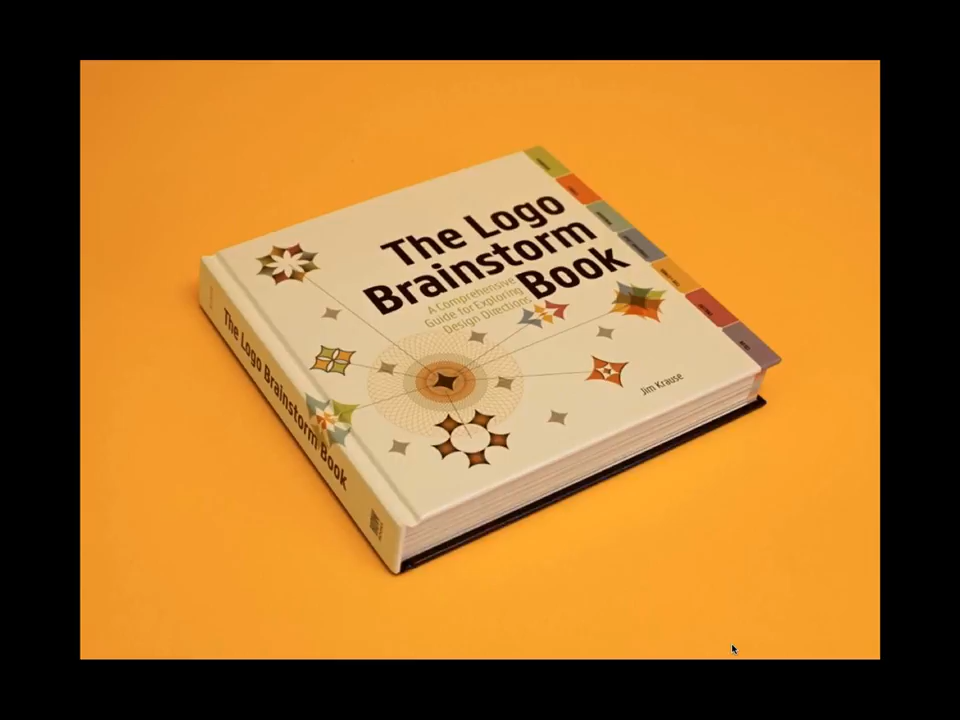 The Logo
Brainstorm
Book
A Comprehensive
Guide for Exploring
Design Directions
Jim Krause
The Logo Brainstorm Book